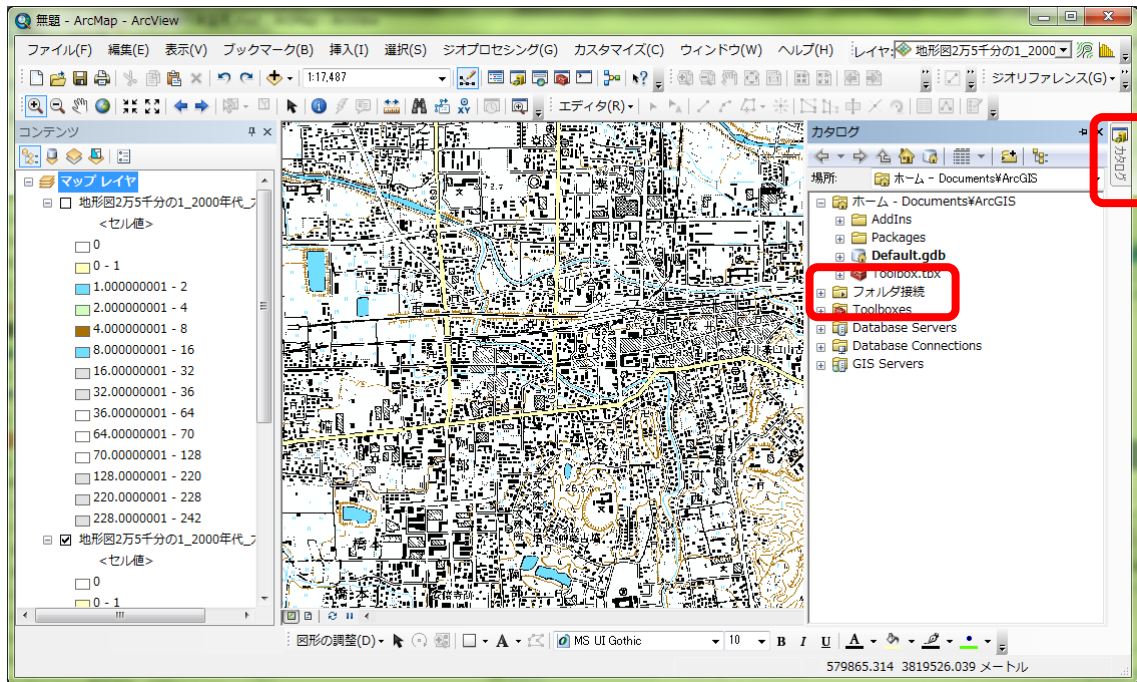 無題 - ArcMap - ArcView
ファイル(F) 編集(E) 表示(V) ブックマーク(B) 挿入(I) 選択(S) ジオプロセシング(G) カスタマイズ(C) ウィンドウ(W) ヘルプ(H) レイヤ: 地形図2万5千分の1_2000
1:17,487 ジオリファレンス(G)
エディタ(R)
コンテンツ
マップ レイヤ
地形図2万5千分の1_2000年代_
<セル値>
0
0 - 1
1.000000001 - 2
2.00000001 - 4
4.00000001 - 8
8.00000001 - 16
16.00000001 - 32
32.00000001 - 36
36.00000001 - 64
64.00000001 - 70
70.00000001 - 128
128.0000001 - 220
220.0000001 - 228
228.0000001 - 242
地形図2万5千分の1_2000年代_
<セル値>
0
0 - 1
橋本
阿部
カタログ
場所: ホーム - Documents¥ArcGIS
ホーム - Documents¥ArcGIS
AddIns
Packages
Default.gdb
Toolbox.tbx
フォルダ接続
Toolboxes
Database Servers
Database Connections
GIS Servers
カタログ
図形の調整(D) A MS UI Gothic 10 B I U A
579865.314 3819526.039 メートル